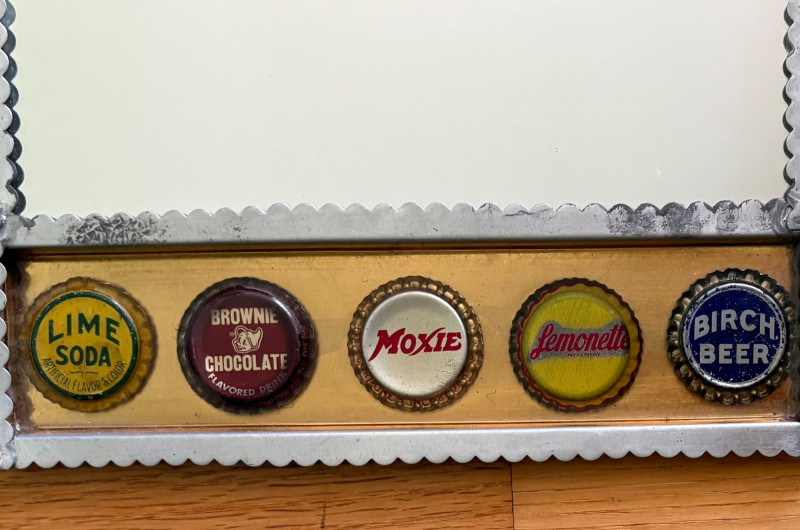 LIME
SODA
ARTIFICIAL FLAVOR & COLOR
BROWNIE
CHOCOLATE
FLAVORED DRINK
MOXIE
Lemonette
BIRCH
BEER